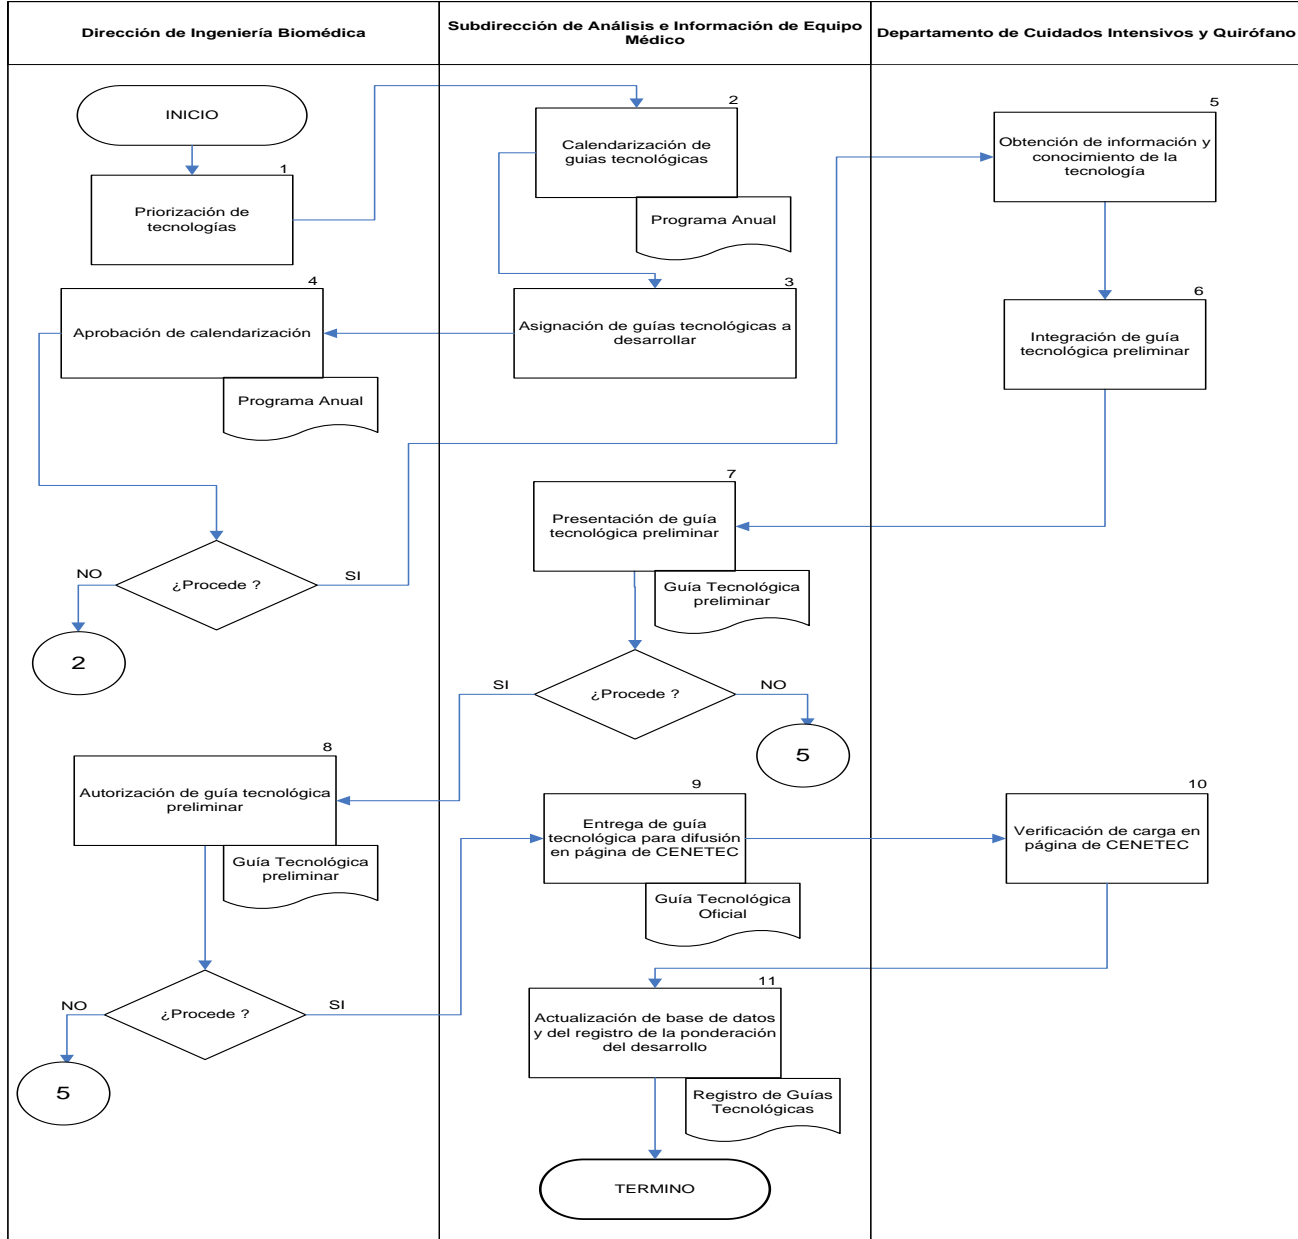 Dirección de Ingeniería Biomédica
Subdirección de Análisis e Información de Equipo
Médico
Departamento de Cuidados Intensivos y Quirófano
INICIO
1
Priorización de
tecnologías
2
Calendarización de
guias tecnológicas
Programa Anual
3
Asignación de guías tecnológicas a
desarrollar
4
Aprobación de calendarización
Programa Anual
¿Procede ?
NO
SI
2
5
Obtención de información y
conocimiento de la
tecnología
6
Integración de guía
tecnológica preliminar
7
Presentación de guía
tecnológica preliminar
Guía Tecnológica
preliminar
¿Procede ?
SI
NO
5
8
Autorización de guía tecnológica
preliminar
Guía Tecnológica
preliminar
¿Procede ?
NO
SI
5
9
Entrega de guía
tecnológica para difusión
en página de CENETEC
Guía Tecnológica
Oficial
10
Verificación de carga en
página de CENETEC
11
Actualización de base de datos
y del registro de la ponderación
del desarrollo
Registro de Guías
Tecnológicas
TERMINO